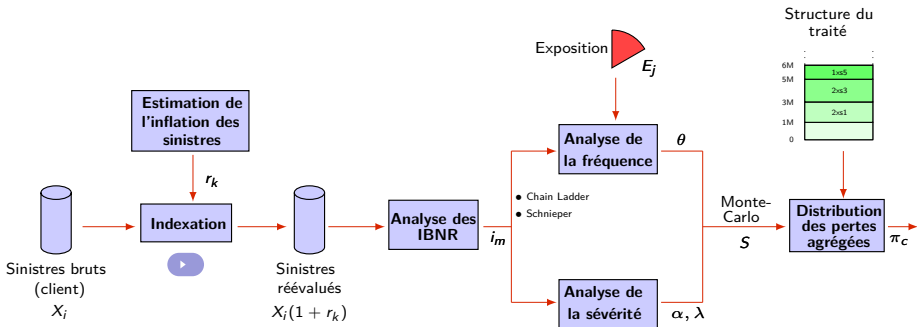 Structure du
traité
Exposition
E_j
6M
5M
3M
1M
0
1xs5
2xs3
2xs1
Estimation de
l'inflation des
sinistres
r_k
Analyse de
la fréquence
θ
Indexation
Analyse des
IBNR
i_m
• Chain Ladder
• Schnieper
Monte-
Carlo
S
Distribution
des pertes
agrégées
π_c
Sinistres bruts
(client)
X_i
Sinistres
réévalués
X_i(1 + r_k)
Analyse de
la sévérité
α, λ